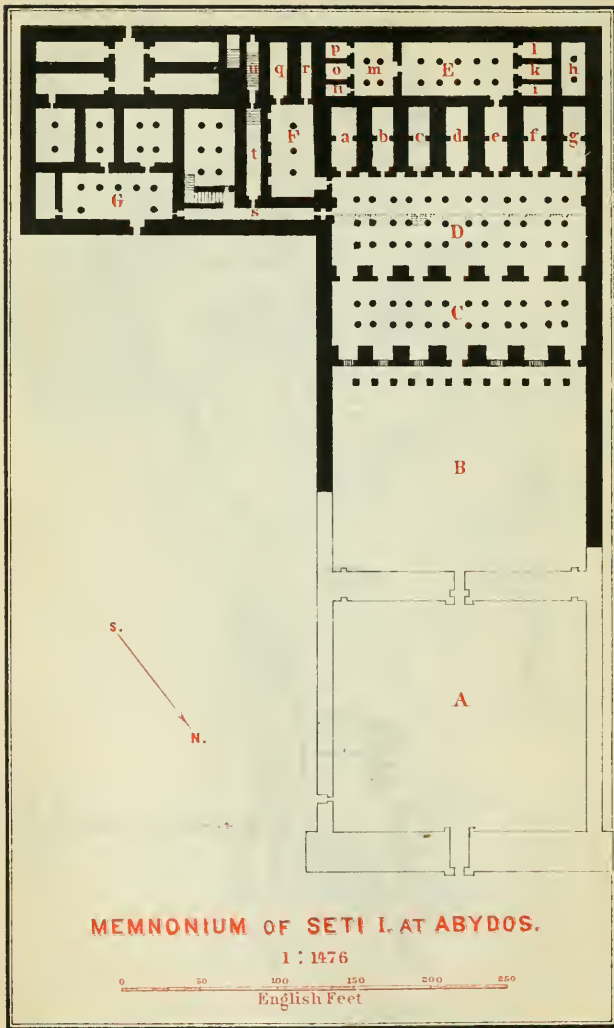 p u q r l
o m E k h
n i
F a b c d e f g
t
G s D
C
B
S.
A
N.
MEMNONIUM OF SETI I. AT ABYDOS.
1 : 1476
0 50 100 150 200 250
English Feet